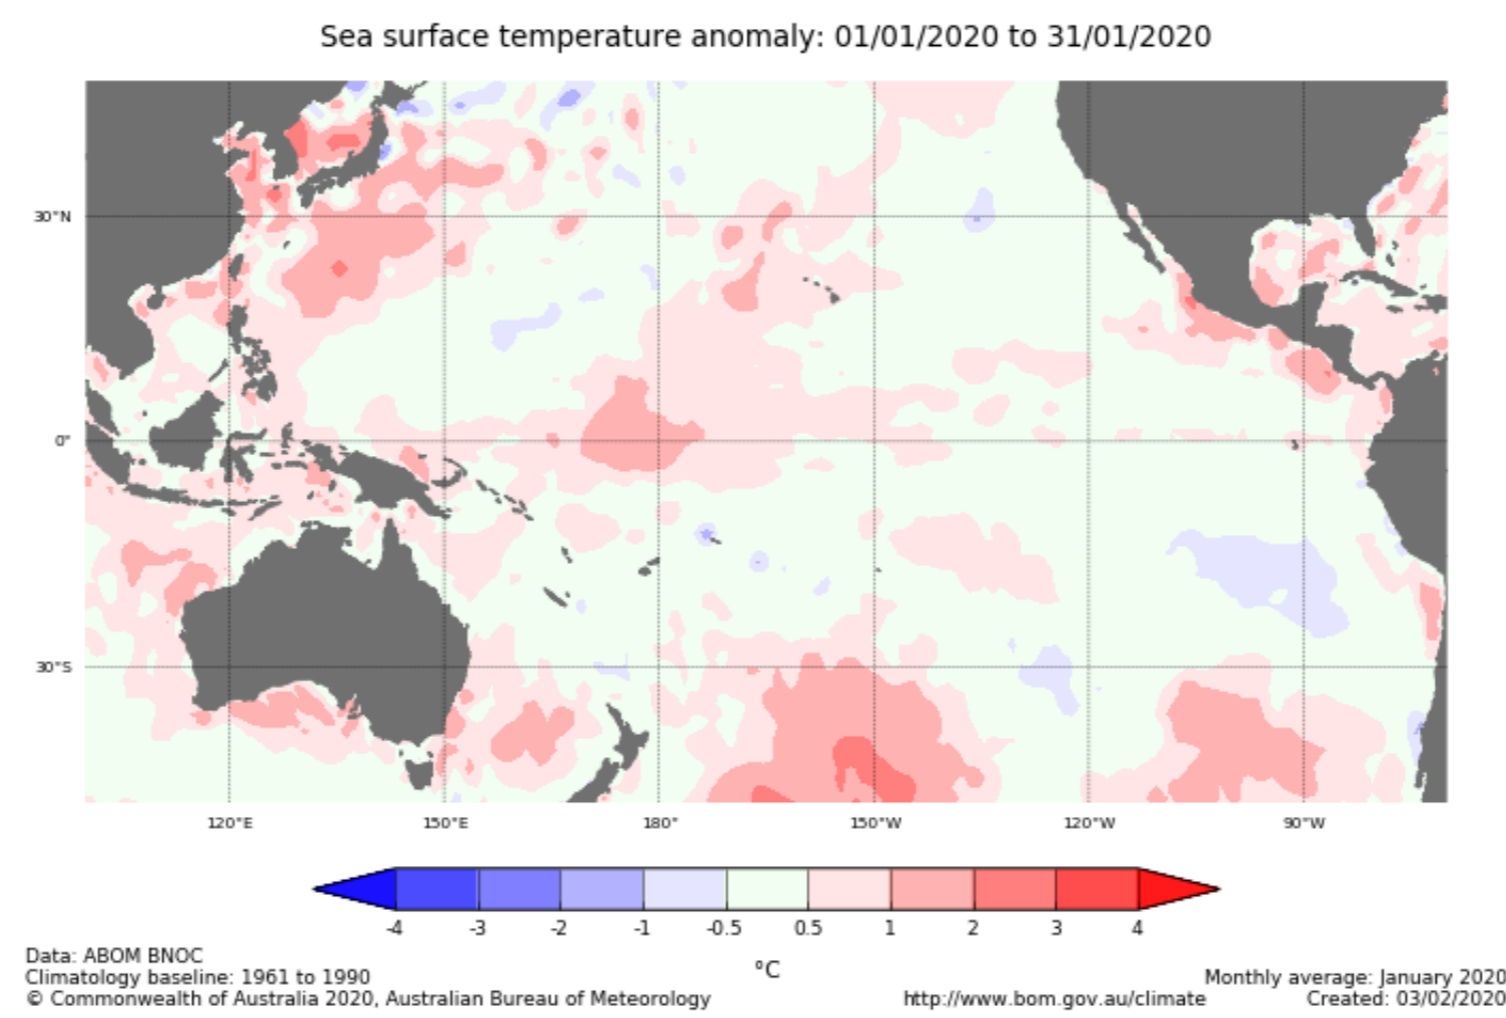 Sea surface temperature anomaly: 01/01/2020 to 31/01/2020
30°N
0°
30°S
120°E 150°E 180° 150°W 120°W 90°W
-4 -3 -2 -1 -0.5 0.5 1 2 3 4
°C
Data: ABOM BNOC
Climatology baseline: 1961 to 1990
© Commonwealth of Australia 2020, Australian Bureau of Meteorology
http://www.bom.gov.au/climate
Monthly average: January 2020
Created: 03/02/2020